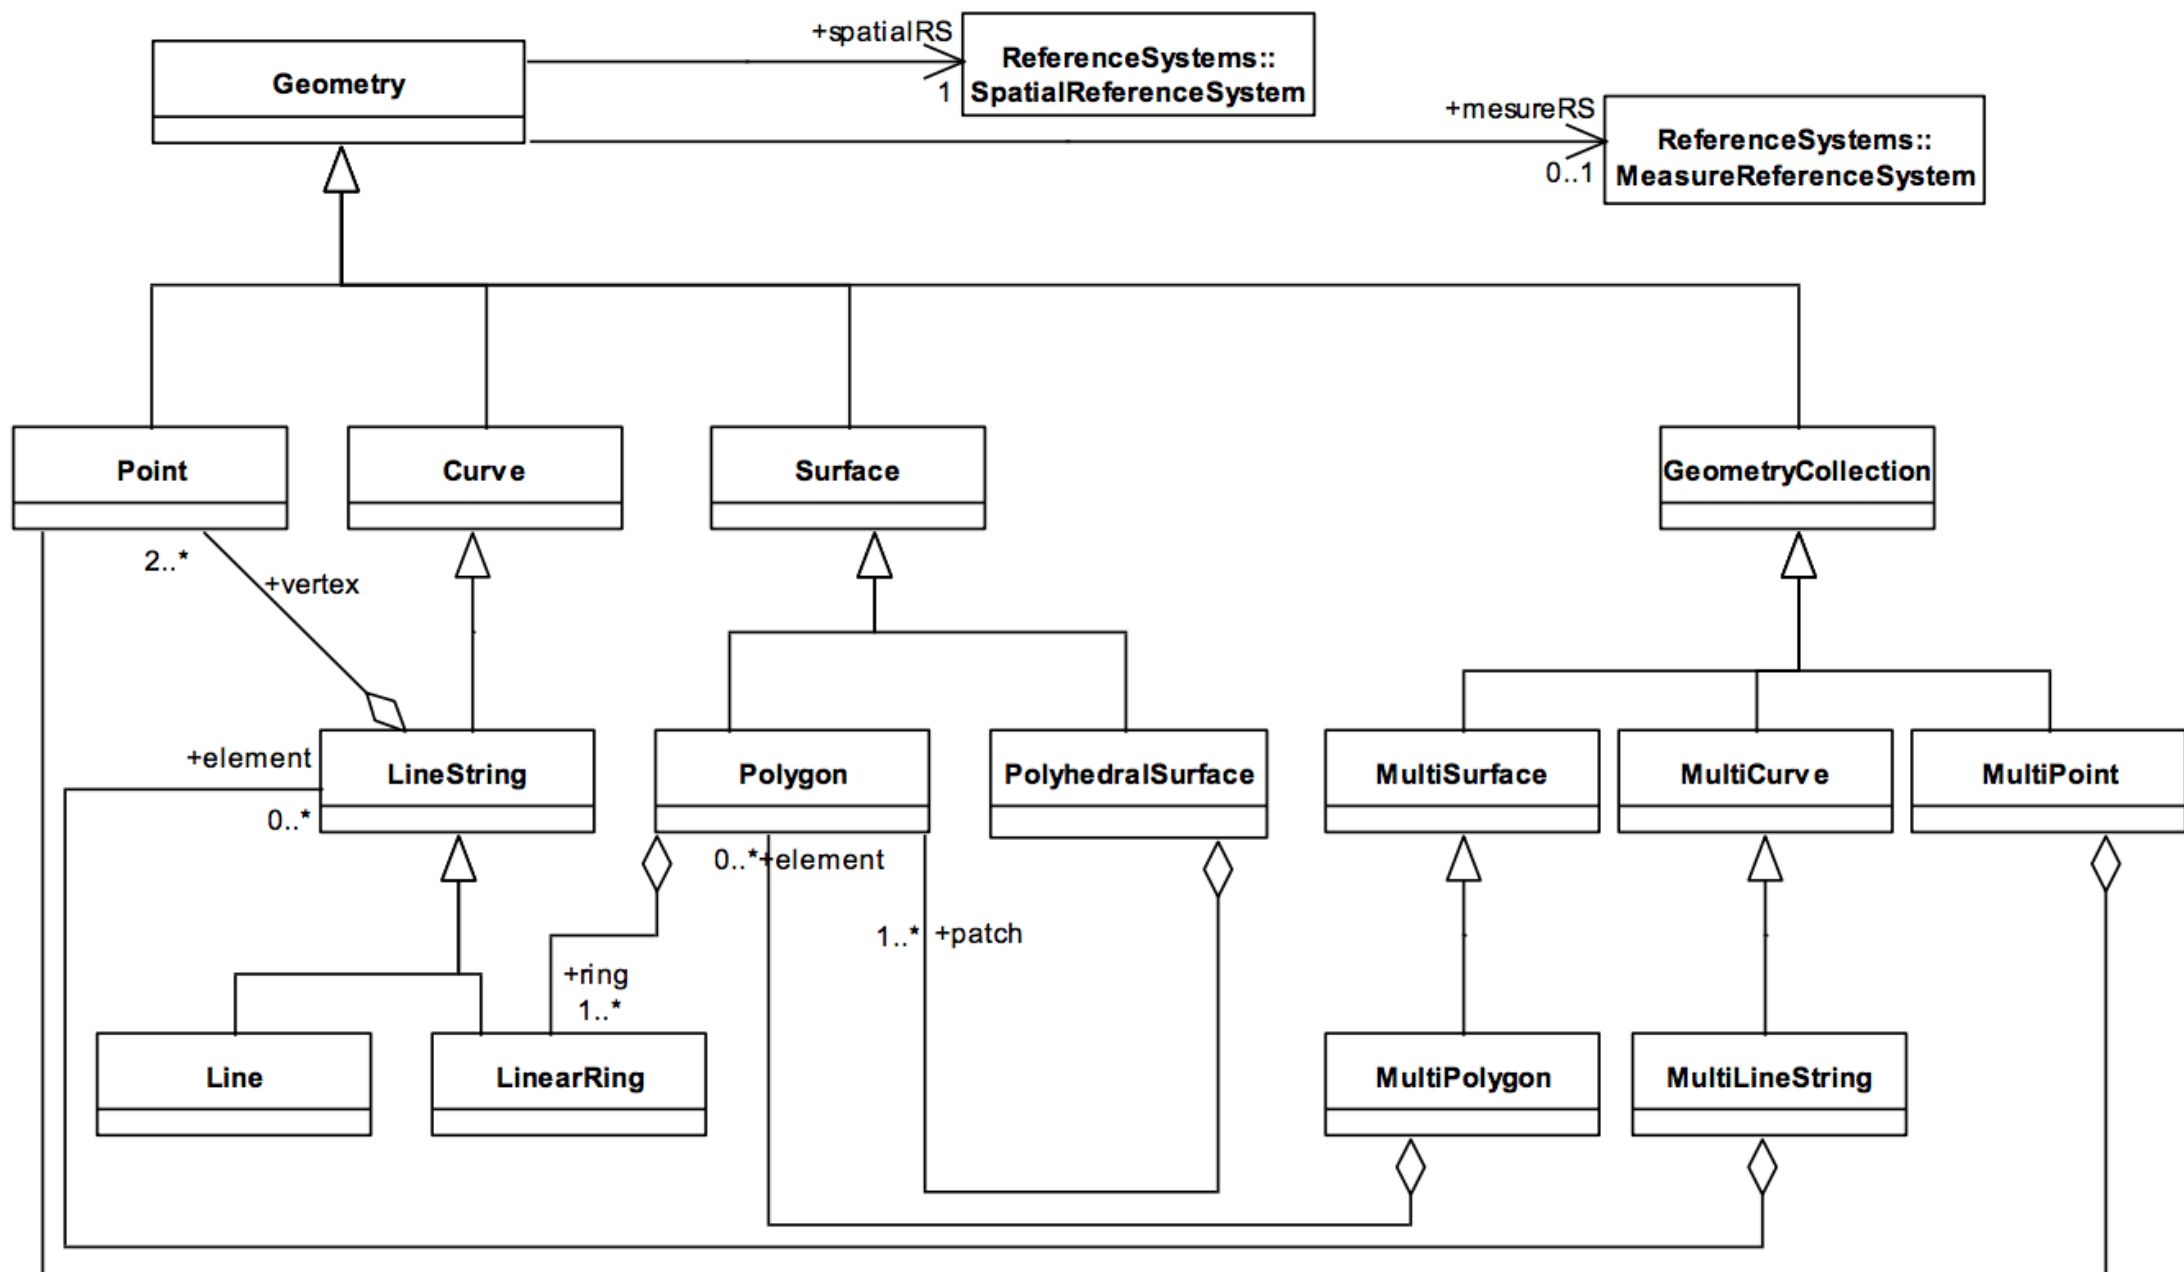 +spatialRS
ReferenceSystems::
Geometry
1
SpatialReferenceSystem
+mesureRS
ReferenceSystems::
0..1
MeasureReferenceSystem
Point
Curve
Surface
GeometryCollection
2..*
+vertex
+element
LineString
Polygon
PolyhedralSurface
MultiSurface
MultiCurve
MultiPoint
0..*
0..*+element
1..* +patch
+ring
1..*
Line
LinearRing
MultiPolygon
MultiLineString